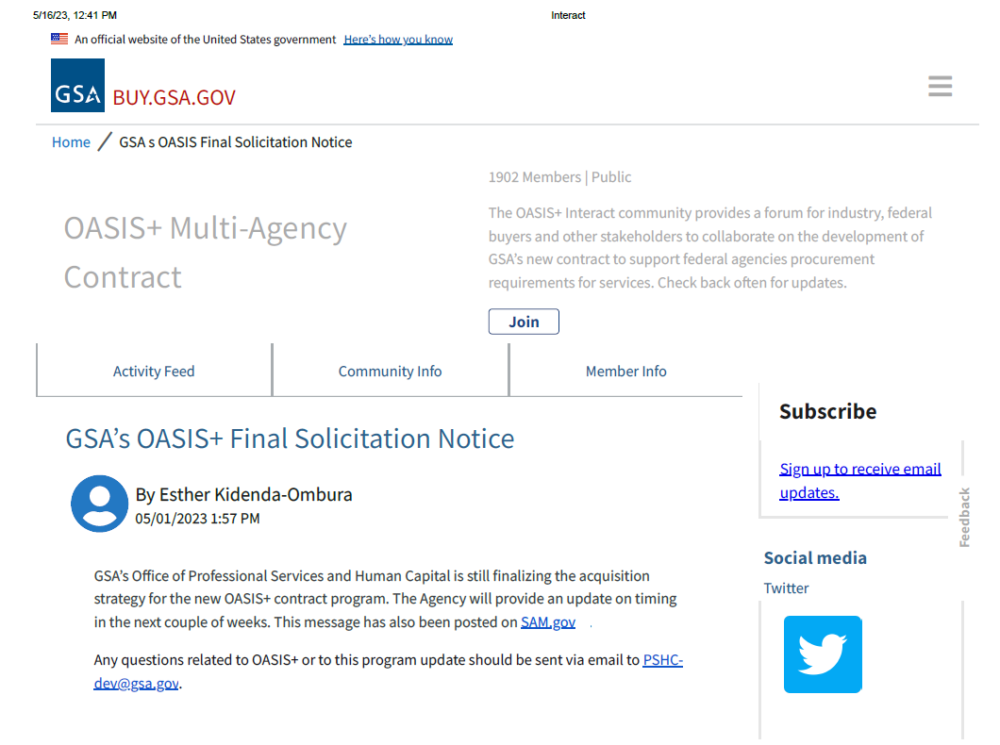 5/16/23, 12:41 PM
Interact
An official website of the United States government Here's how you know
GSA BUY.GSA.GOV
Home / GSA s OASIS Final Solicitation Notice
1902 Members | Public
OASIS+ Multi-Agency
Contract
The OASIS+ Interact community provides a forum for industry, federal
buyers and other stakeholders to collaborate on the development of
GSA's new contract to support federal agencies procurement
requirements for services. Check back often for updates.
Join
Activity Feed
Community Info
Member Info
GSA's OASIS+ Final Solicitation Notice
By Esther Kidenda-Ombura
05/01/2023 1:57 PM
GSA's Office of Professional Services and Human Capital is still finalizing the acquisition
strategy for the new OASIS+ contract program. The Agency will provide an update on timing
in the next couple of weeks. This message has also been posted on SAM.gov .
Any questions related to OASIS+ or to this program update should be sent via email to PSHC-
dev@gsa.gov.
Subscribe
Sign up to receive email
updates.
Feedback
Social media
Twitter